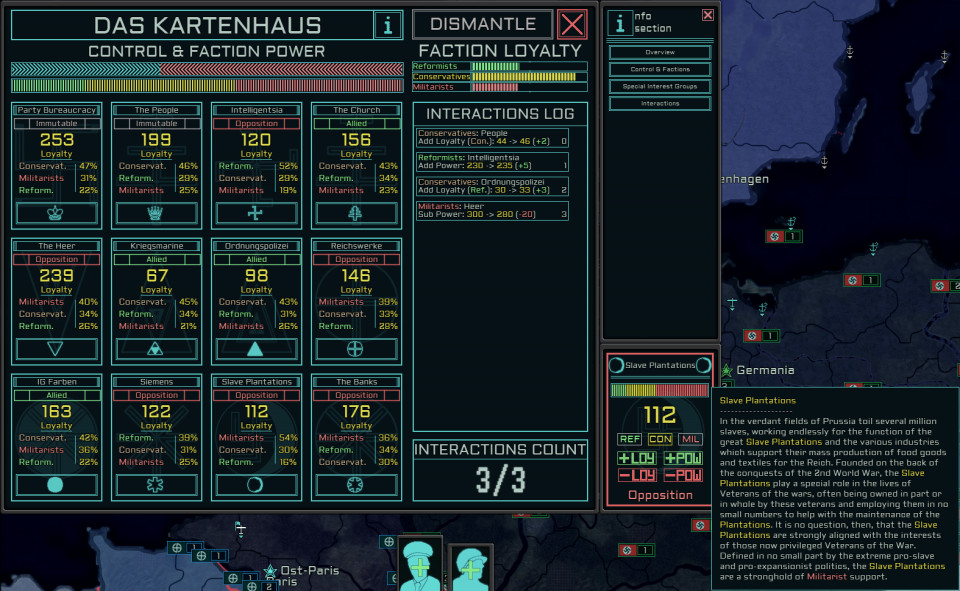 DAS KARTENHAUS
i
CONTROL & FACTION POWER
DISMANTLE
FACTION LOYALTY
Reformists
Conservatives
Militarists
Party Bureaucracy
Immutable
253
Loyalty
Conservat. 47%
Militarists 31%
Reform. 22%
The People
Immutable
199
Loyalty
Conservat. 46%
Reform. 29%
Militarists 25%
Intelligentsia
Opposition
120
Loyalty
Reform. 52%
Conservat. 29%
Militarists 19%
The Church
Allied
156
Loyalty
Conservat. 43%
Reform. 34%
Militarists 23%
The Heer
Opposition
239
Loyalty
Militarists 40%
Conservat. 34%
Reform. 26%
Kriegsmarine
Allied
67
Loyalty
Conservat. 45%
Reform. 34%
Militarists 21%
Ordnungspolizei
Allied
98
Loyalty
Conservat. 43%
Reform. 31%
Militarists 26%
Reichswerke
Opposition
146
Loyalty
Militarists 39%
Conservat. 33%
Reform. 28%
IG Farben
Allied
163
Loyalty
Conservat. 42%
Militarists 36%
Reform. 22%
Siemens
Opposition
122
Loyalty
Reform. 39%
Conservat. 31%
Militarists 25%
Slave Plantations
Opposition
112
Loyalty
Militarists 54%
Conservat. 30%
Reform. 16%
The Banks
Opposition
176
Loyalty
Militarists 36%
Reform. 34%
Conservat. 30%
INTERACTIONS LOG
Conservatives: People
Add Loyalty (Con.): 44 -> 46 (+2) 0
Reformists: Intelligentsia
Add Power: 230 -> 235 (+5) 1
Conservatives: Ordnungspolizei
Add Loyalty (Ref.): 30 -> 33 (+3) 2
Militarists: Heer
Sub Power: 300 -> 280 (-20) 3
INTERACTIONS COUNT
3/3
i
nfo
section
Overview
Control & Factions
Special Interest Groups
Interactions
Slave Plantations
112
REF CON MIL
+LOY +POW
-LOY -POW
Opposition
enhagen
1
1
2
1
Germania
Slave Plantations
--------------------
In the verdant fields of Prussia toil several million
slaves, working endlessly for the function of the
great Slave Plantations and the various industries
which support their mass production of food goods
and textiles for the Reich. Founded on the back of
the conquests of the 2nd World War, the Slave
Plantations play a special role in the lives of
Veterans of the wars, often being owned in part or
in whole by these veterans and employing them in no
small numbers to help with the maintenance of the
Plantations. It is no question, then, that the Slave
Plantations are strongly aligned with the interests
of those now privileged Veterans of the War.
Defined in no small part by the extreme pro-slave
and pro-expansionist politics, the Slave Plantations
are a stronghold of Militarist support.
1
1
1
1
2
Ost-Paris